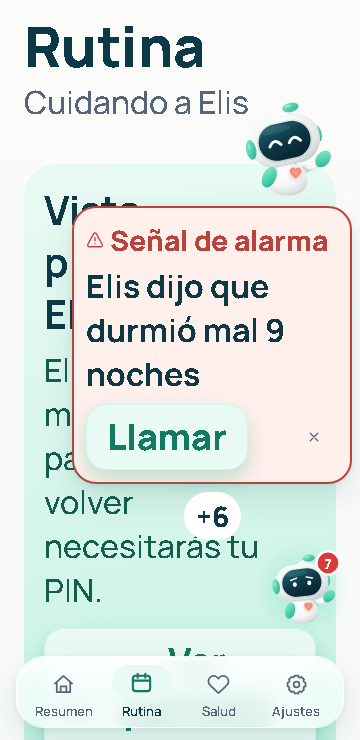 Rutina
Cuidando a Elis
Señal de alarma
Elis dijo que
durmió mal 9
noches
Llamar
×
volver
+6
necesitarás tu
7
PIN.
Resumen
Rutina
Salud
Ajustes